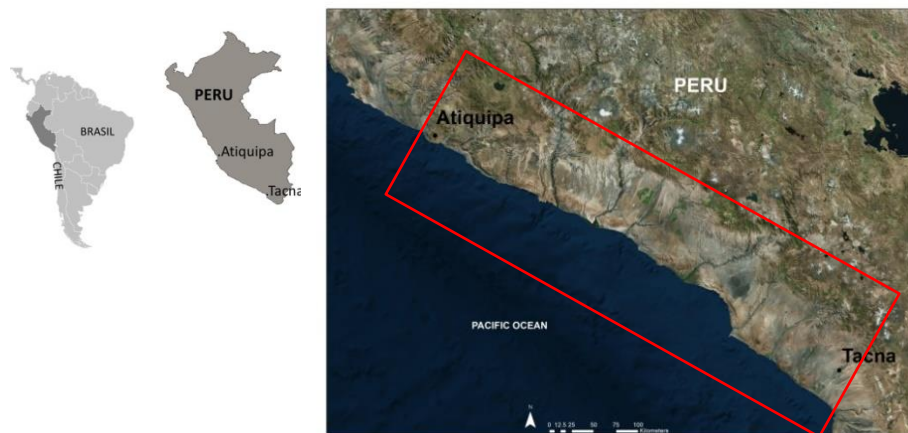 BRASIL
CHILE
PERU
Atiquipa
Tacna
PERU
Atiquipa
PACIFIC OCEAN
Tacna
N
0 12.5 25 50 75 100
Kilometers